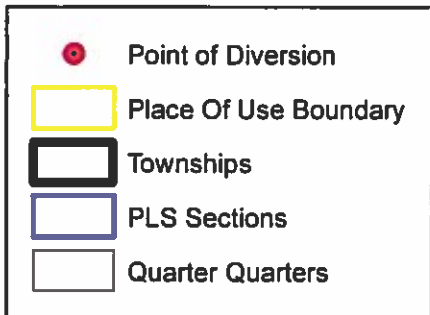 Point of Diversion
Place Of Use Boundary
Townships
PLS Sections
Quarter Quarters